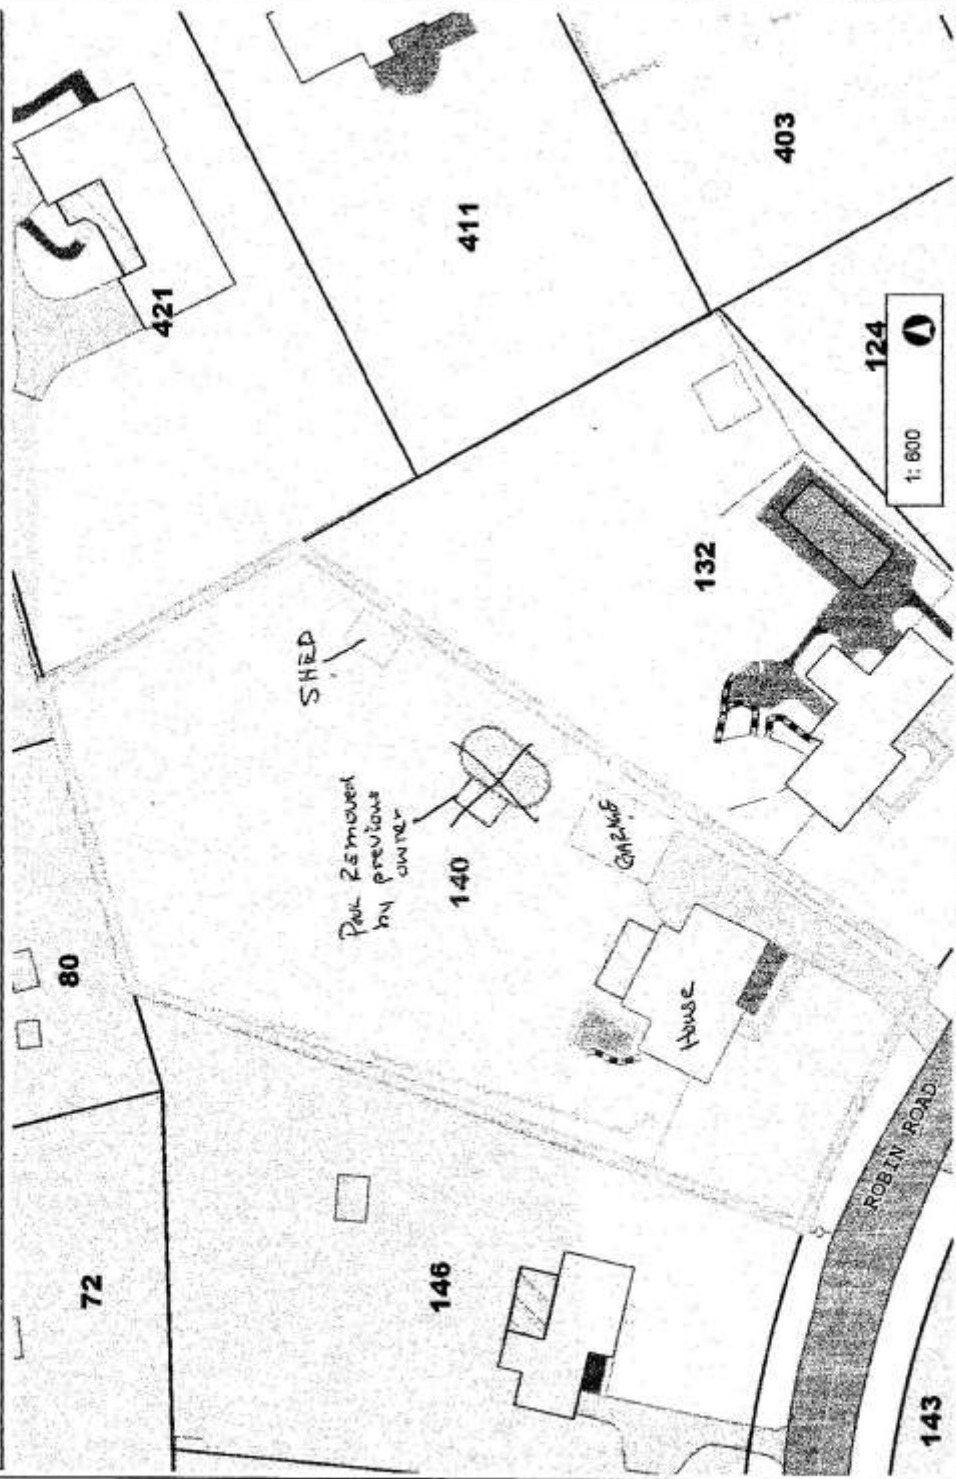 403
411
421
124
1: 600
132
SHED
Pool Removed
by previous
owner
140
GARAGE
80
House
ROBIN ROAD
72
146
143